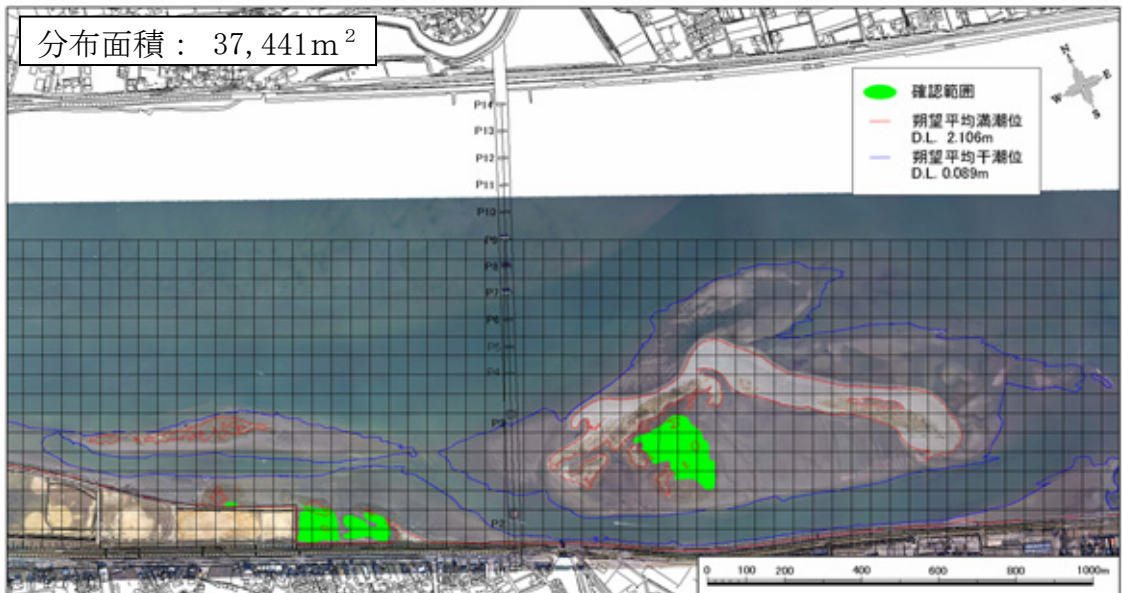 分布面積： 37,441m²
N
E
W
S
確認範囲
朔望平均満潮位
D.L. 2.106m
朔望平均干潮位
D.L. 0.089m
P14
P13
P12
P11
P10
P9
P8
P7
P6
P5
P4
P3
P2
0 100 200 400 600 800 1000m